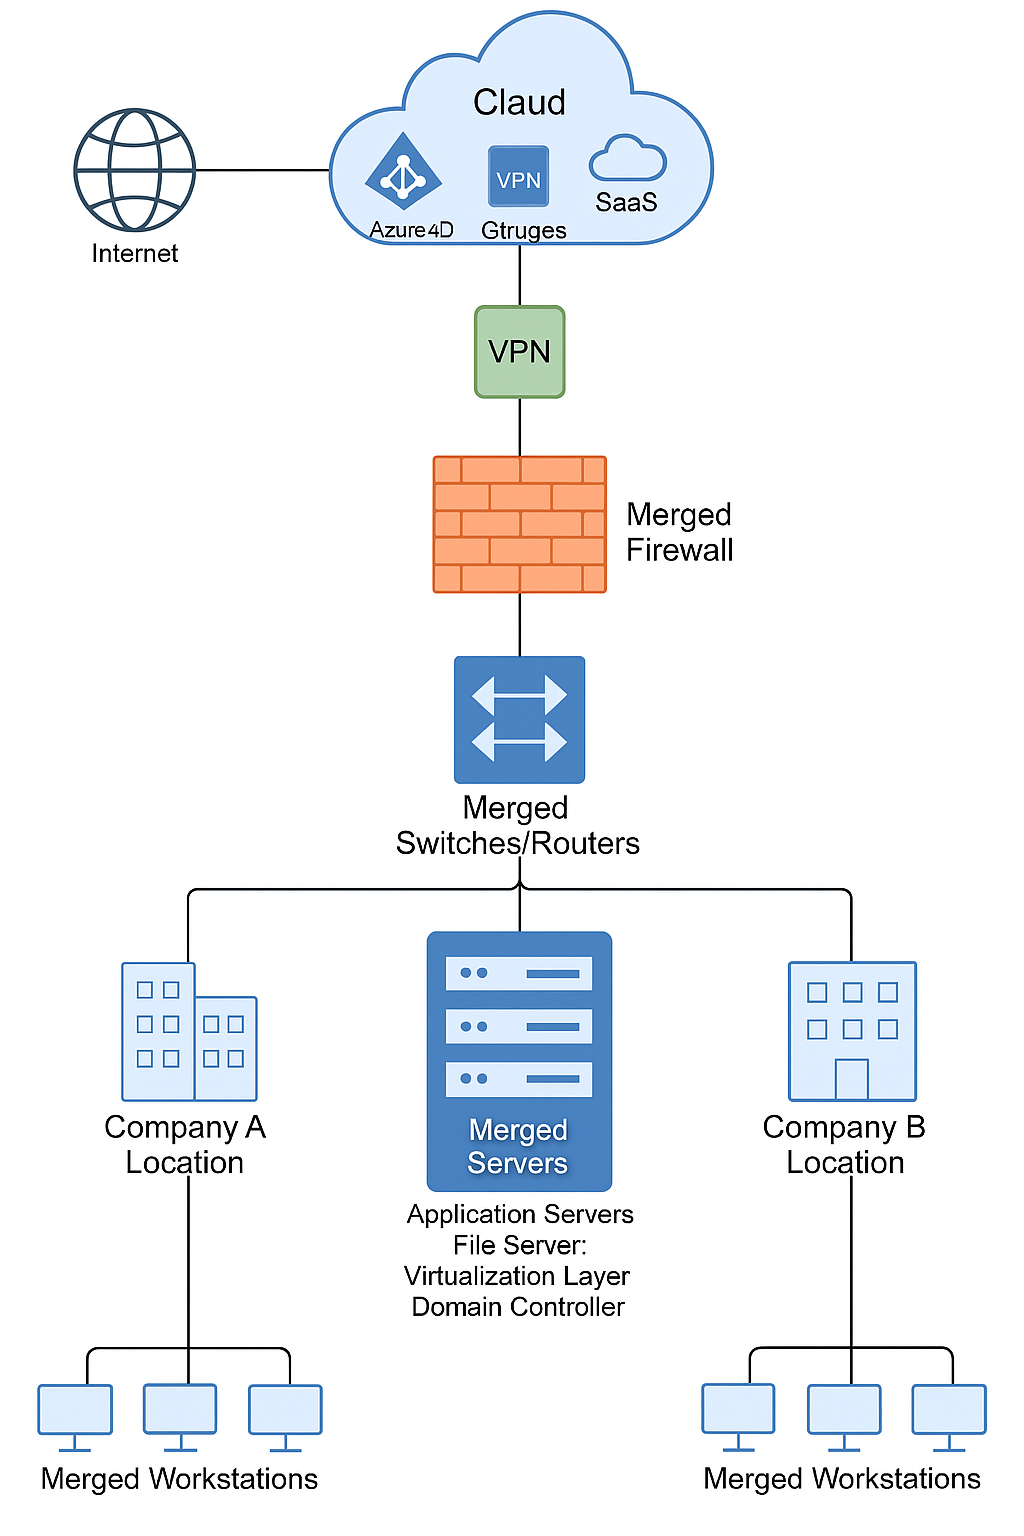 Claud
VPN
SaaS
Azure4D
Gtruges
Internet
VPN
Merged
Firewall
Merged
Switches/Routers
Company A
Location
Merged
Servers
Company B
Location
Application Servers
File Server:
Virtualization Layer
Domain Controller
Merged Workstations
Merged Workstations